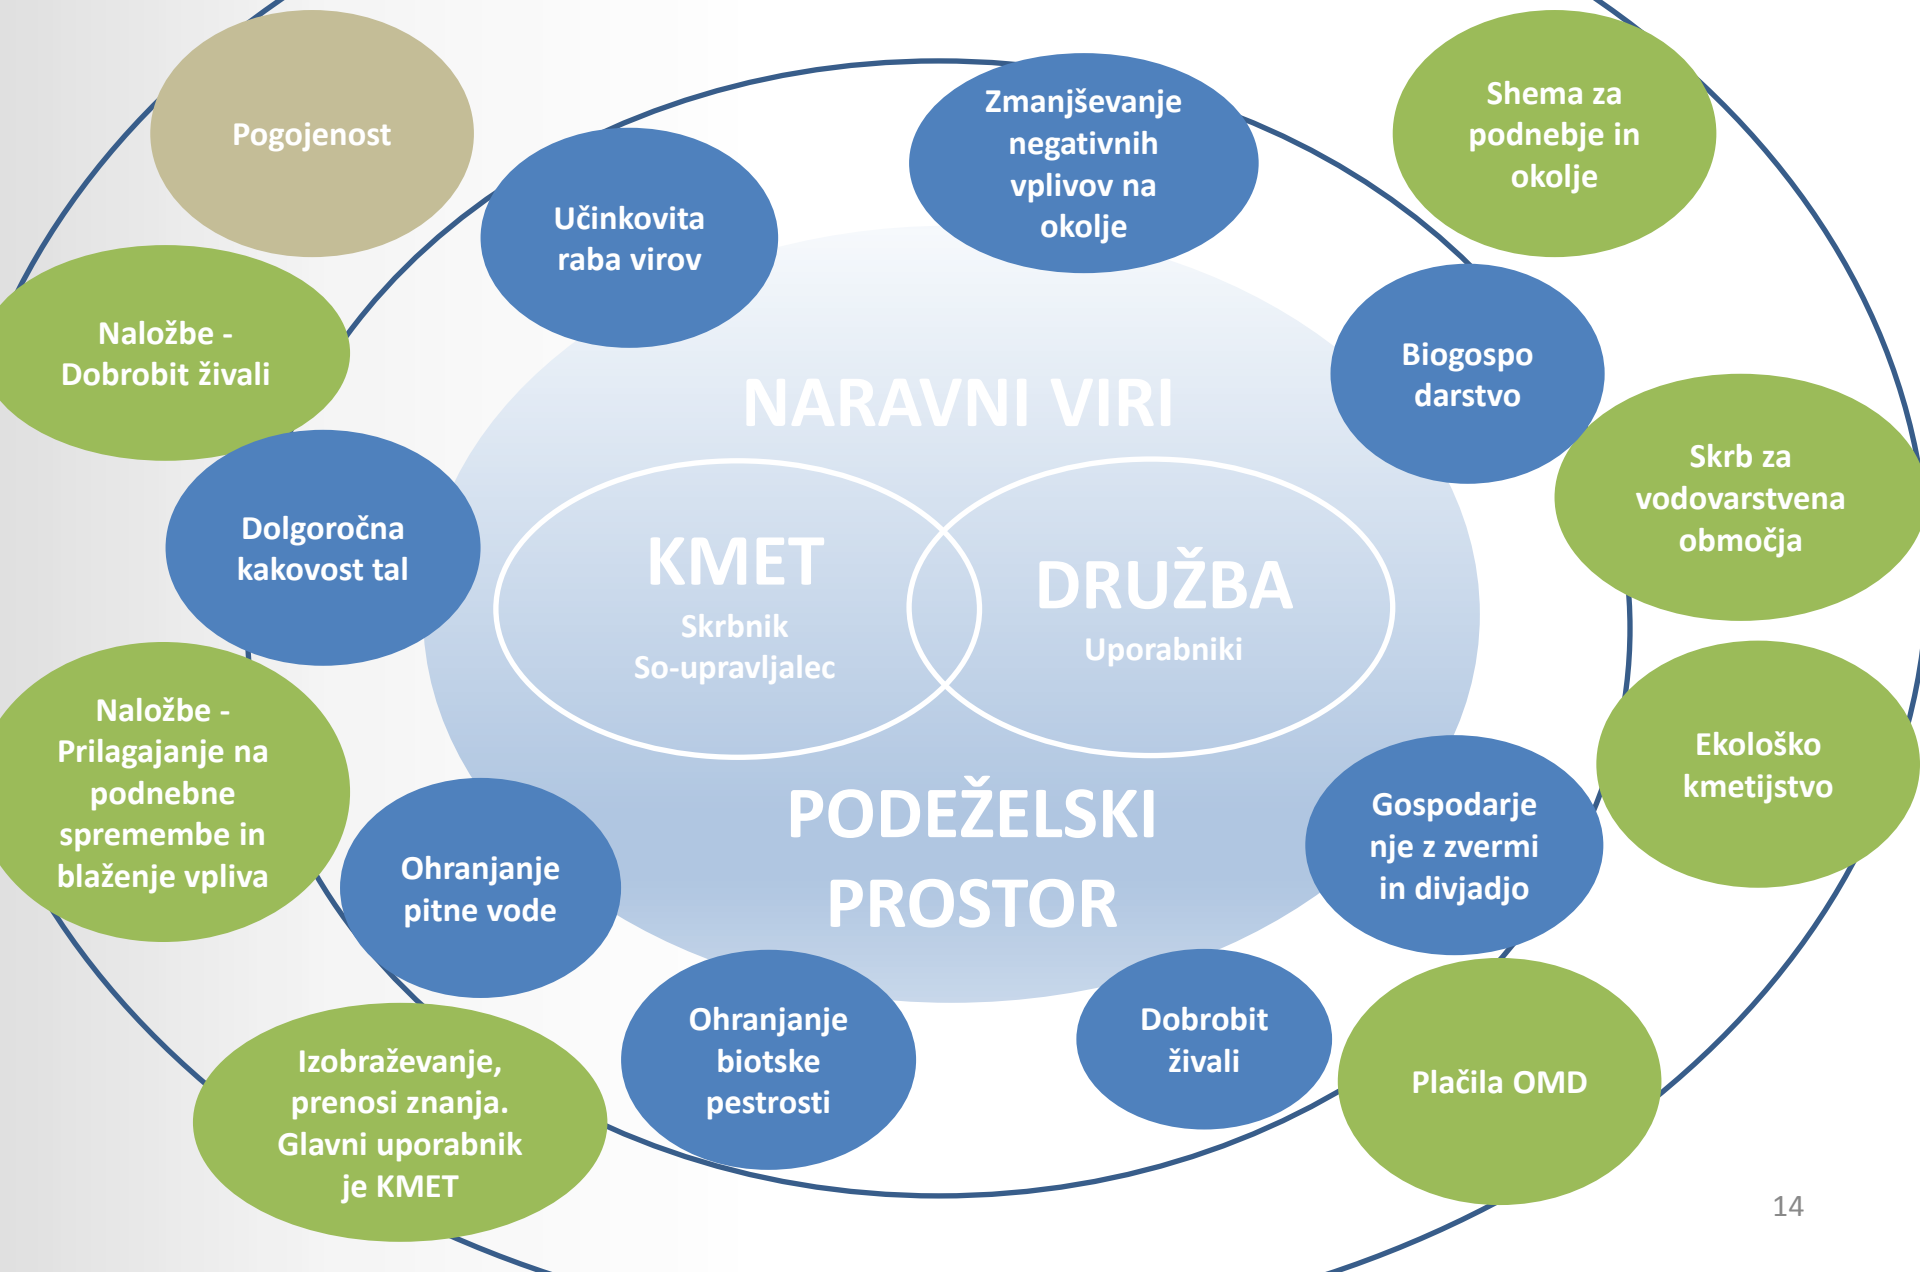 Pogojenost
Zmanjševanje
negativnih
vplivov na
okolje
Shema za
podnebje in
okolje
Učinkovita
raba virov
Naložbe -
Dobrobit živali
Biogospo
darstvo
NARAVNI VIRI
Skrb za
vodovarstvena
območja
Dolgoročna
kakovost tal
KMET
Skrbnik
So-upravljalec
DRUŽBA
Uporabniki
Naložbe -
Prilagajanje na
podnebne
spremembe in
blaženje vpliva
Ekološko
kmetijstvo
PODEŽELSKI
PROSTOR
Gospodarje
nje z zvermi
in divjadjo
Ohranjanje
pitne vode
Ohranjanje
biotske
pestrosti
Dobrobit
živali
Plačila OMD
Izobraževanje,
prenosi znanja.
Glavni uporabnik
je KMET
14